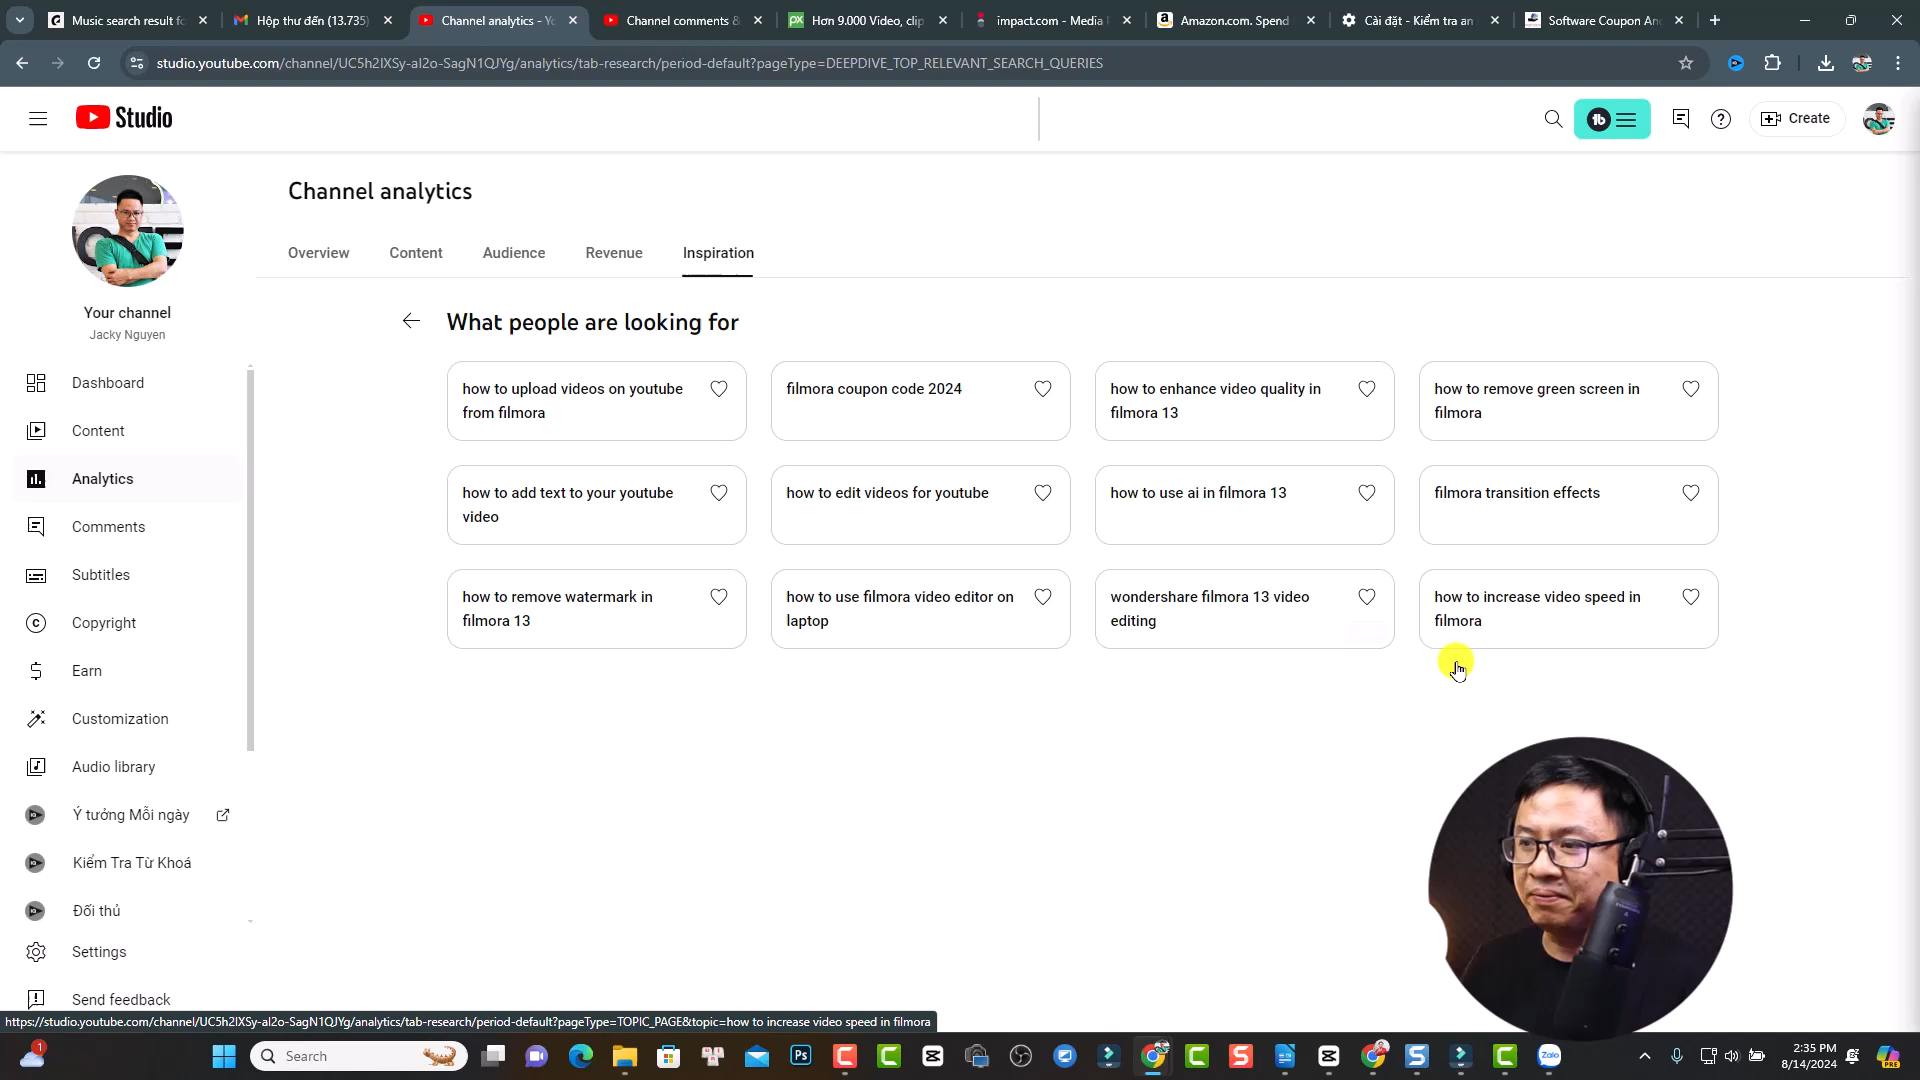 Music search result fo
Hộp thư đến (13.735)
Channel analytics - Yo
Channel comments &
Hơn 9.000 Video, clip
impact.com - Media
Amazon.com. Spend
Cài đặt - Kiểm tra an
Software Coupon An
studio.youtube.com/channel/UC5h2IXSy-al2o-SagN1QJYg/analytics/tab-research/period-default?pageType=DEEPDIVE_TOP_RELEVANT_SEARCH_QUERIES
Studio
Create
Your channel
Jacky Nguyen
Dashboard
Content
Analytics
Comments
Subtitles
Copyright
Earn
Customization
Audio library
Ý tưởng Mỗi ngày
Kiểm Tra Từ Khoá
Đối thủ
Settings
Send feedback
Channel analytics
Overview
Content
Audience
Revenue
Inspiration
What people are looking for
how to upload videos on youtube
from filmora
filmora coupon code 2024
how to enhance video quality in
filmora 13
how to remove green screen in
filmora
how to add text to your youtube
video
how to edit videos for youtube
how to use ai in filmora 13
filmora transition effects
how to remove watermark in
filmora 13
how to use filmora video editor on
laptop
wondershare filmora 13 video
editing
how to increase video speed in
filmora
https://studio.youtube.com/channel/UC5h2IXSy-al2o-SagN1QJYg/analytics/tab-research/period-default?pageType=TOPIC_PAGE&topic=how to increase video speed in filmora
1
Search
Ps
Zalo
2:35 PM
8/14/2024
PRE